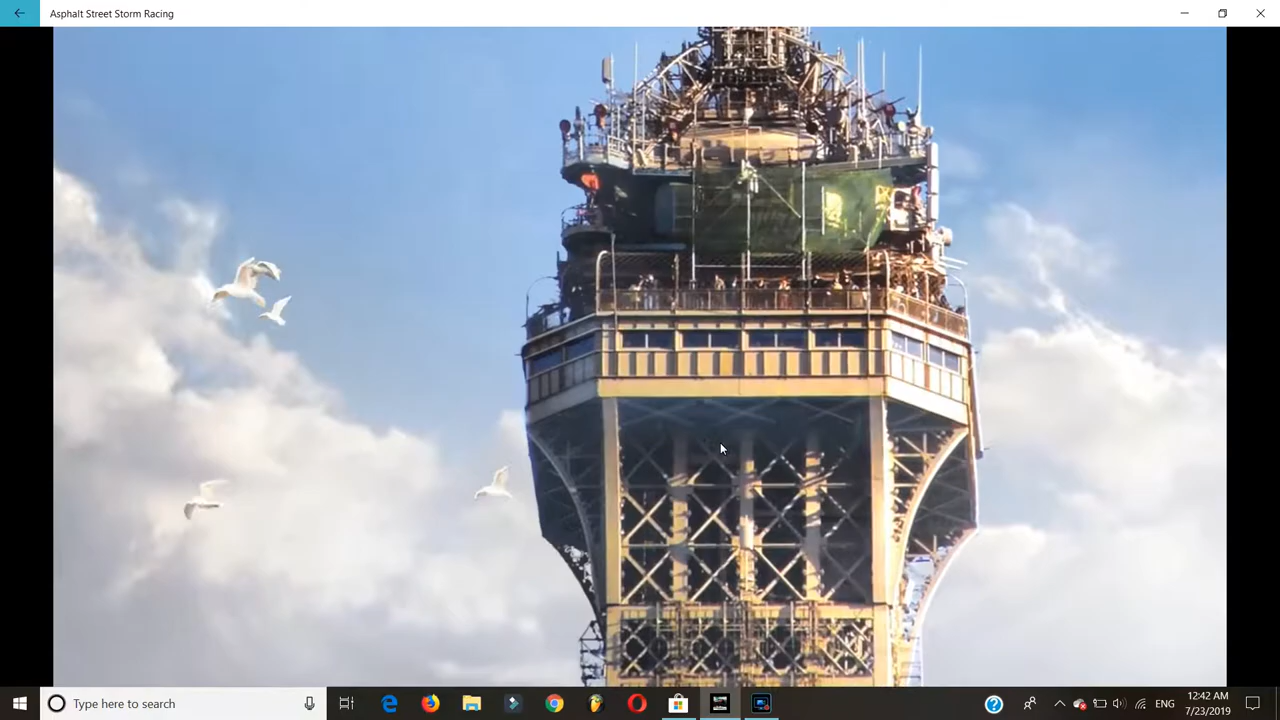 Asphalt Street Storm Racing
Type here to search
ENG
12:42 AM
7/23/2019